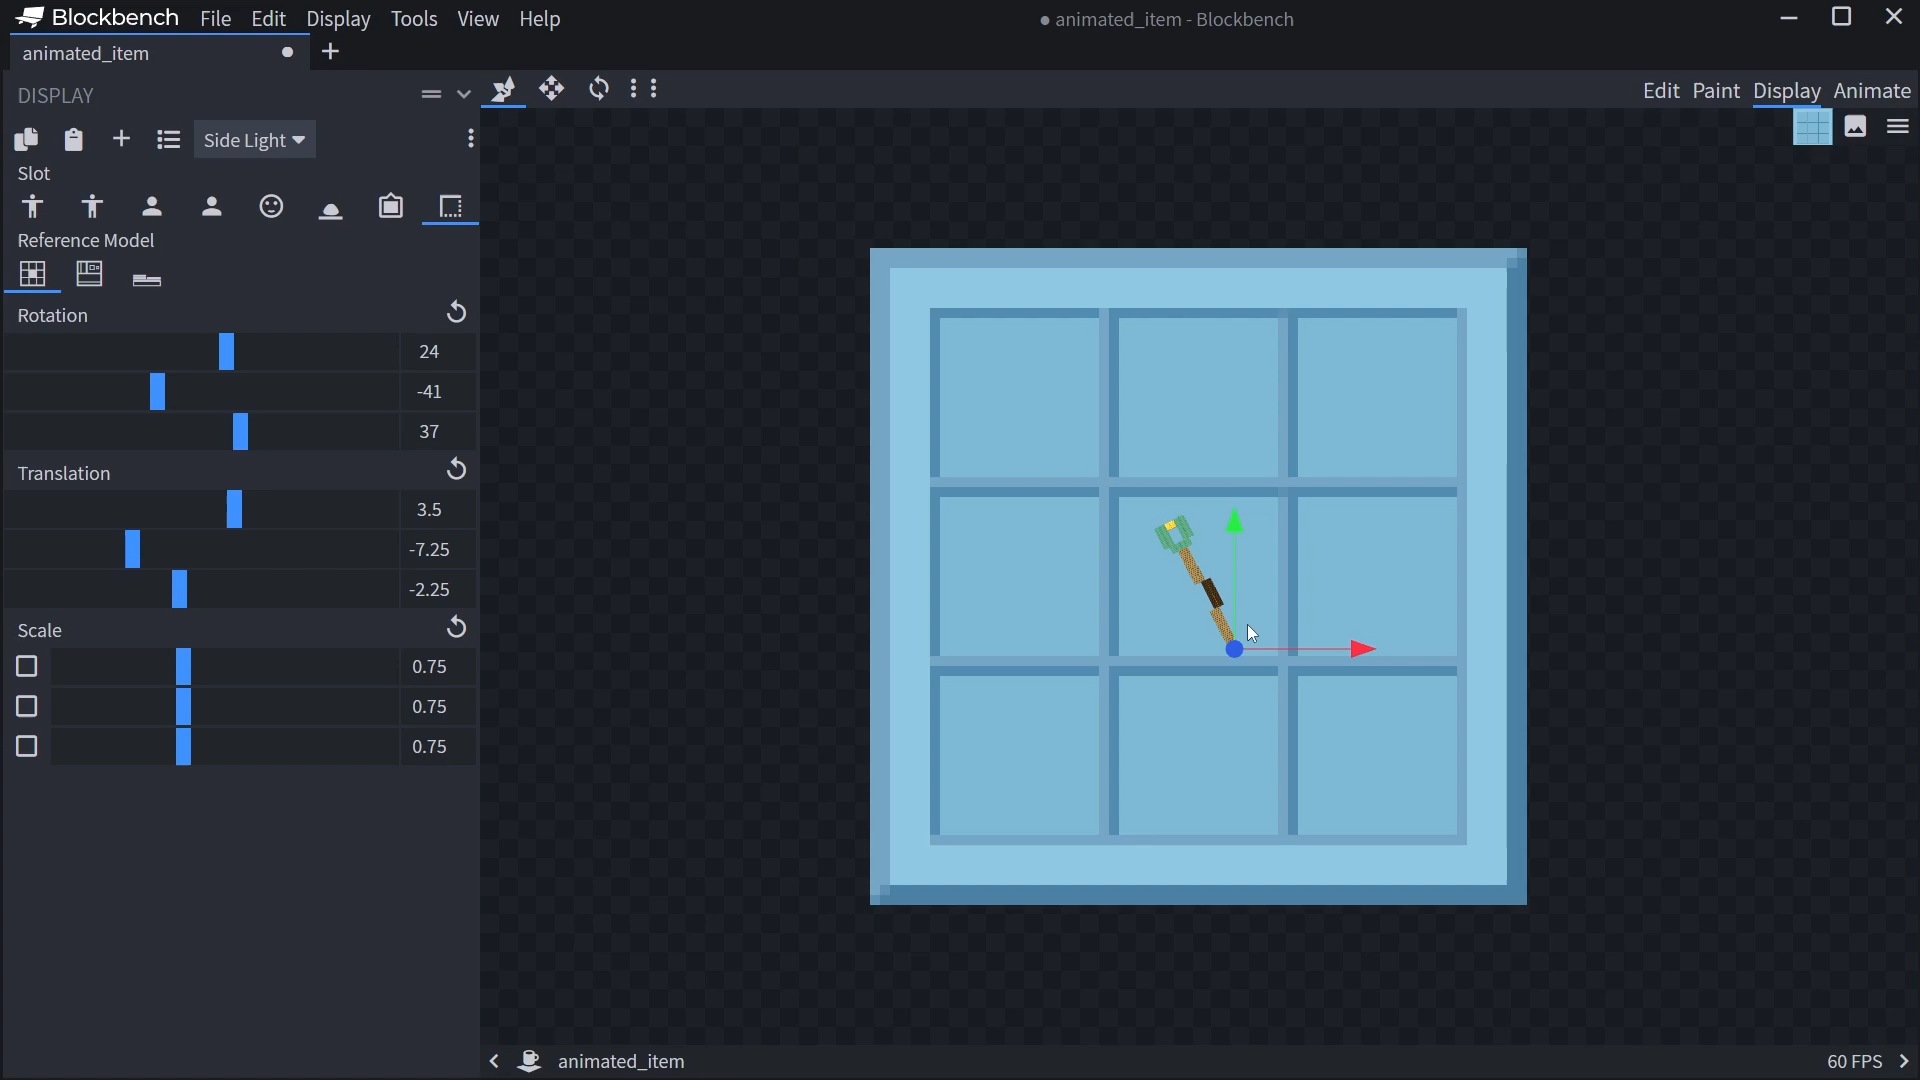 Blockbench File Edit Display Tools View Help
● animated_item - Blockbench
animated_item
DISPLAY
Edit Paint Display Animate
Side Light
Slot
Reference Model
Rotation
24
-41
37
Translation
3.5
-7.25
-2.25
Scale
0.75
0.75
0.75
animated_item
60 FPS